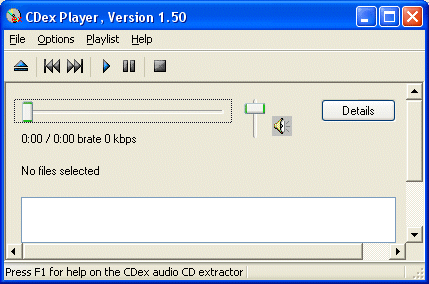 CDex Player, Version 1.50
File Options Playlist Help
Details
0:00 / 0:00 brate 0 kbps
No files selected
Press F1 for help on the CDex audio CD extractor